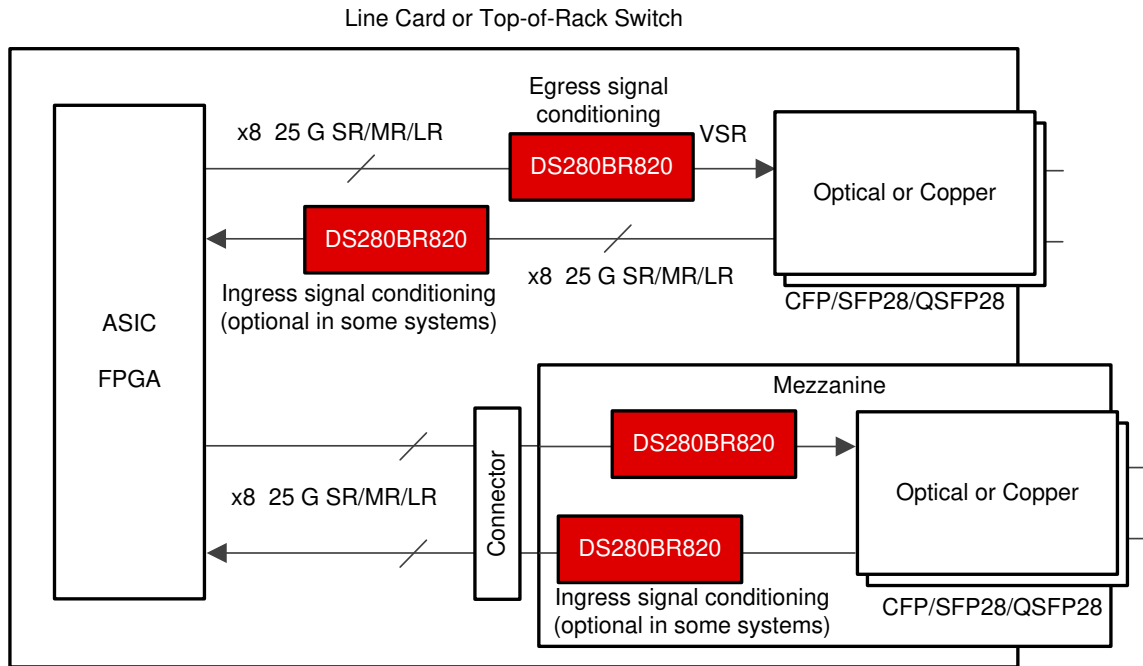 Line Card or Top-of-Rack Switch
Egress signal
conditioning
x8 25 G SR/MR/LR
VSR
DS280BR820
Optical or Copper
DS280BR820
x8 25 G SR/MR/LR
CFP/SFP28/QSFP28
Ingress signal conditioning
(optional in some systems)
ASIC
FPGA
Mezzanine
DS280BR820
x8 25 G SR/MR/LR
Connector
Optical or Copper
DS280BR820
Ingress signal conditioning
(optional in some systems)
CFP/SFP28/QSFP28